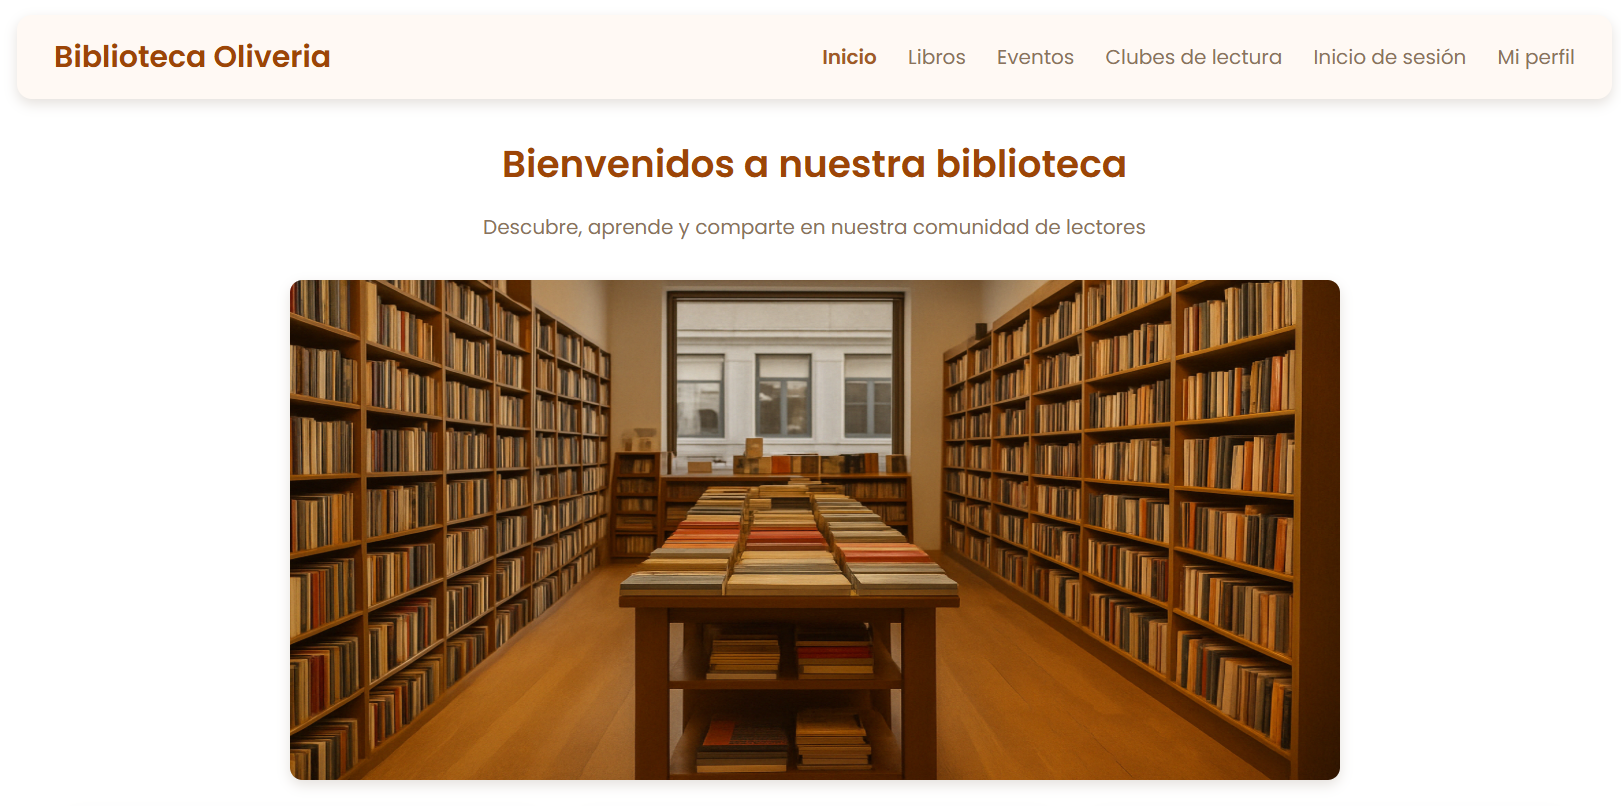 Biblioteca Oliveria
Inicio Libros Eventos Clubes de lectura Inicio de sesión Mi perfil
Bienvenidos a nuestra biblioteca
Descubre, aprende y comparte en nuestra comunidad de lectores